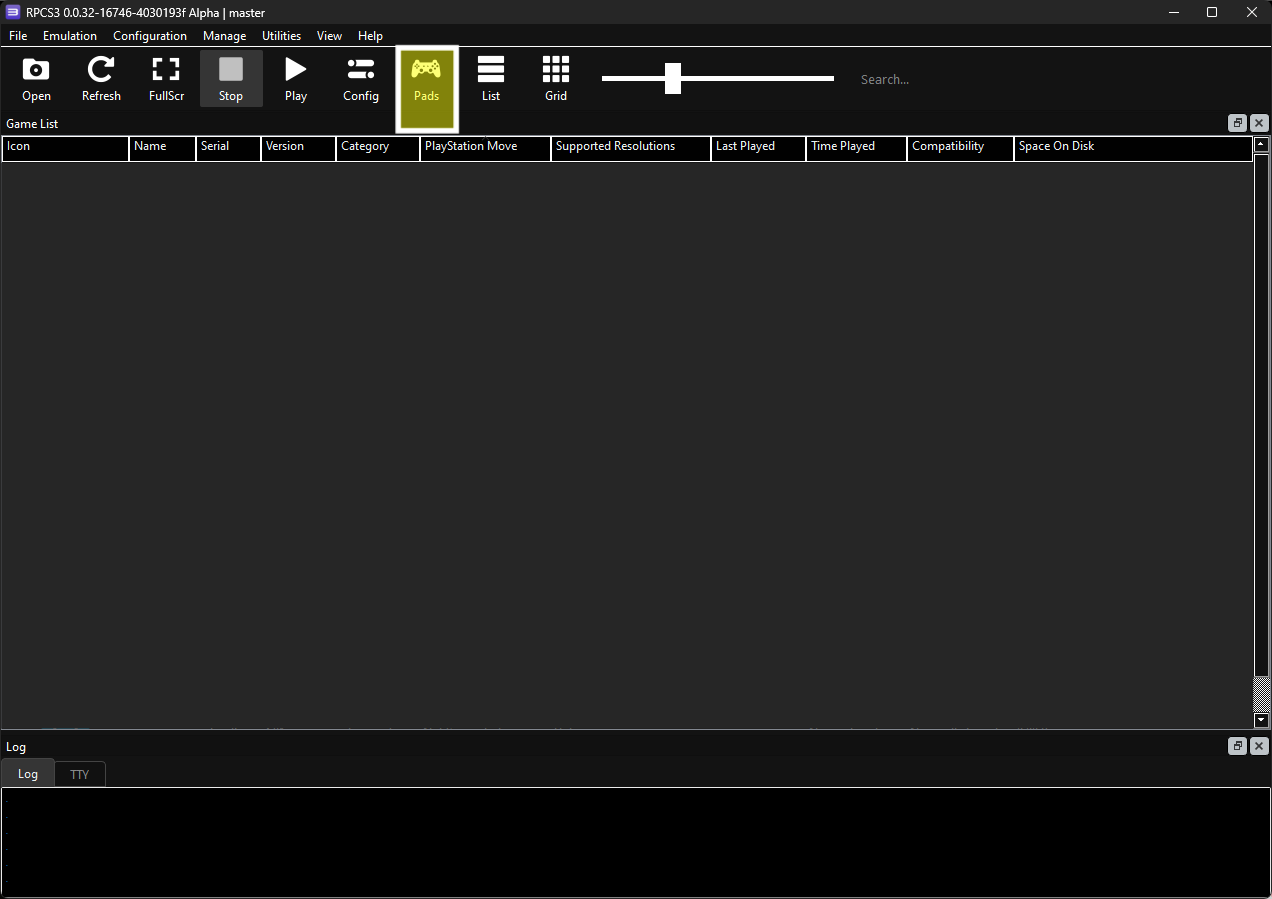 RPCS3 0.0.32-16746-4030193f Alpha | master
File Emulation Configuration Manage Utilities View Help
Open Refresh FullScr Stop Play Config Pads List Grid Search...
Game List
Icon Name Serial Version Category PlayStation Move Supported Resolutions Last Played Time Played Compatibility Space On Disk
Log
Log TTY